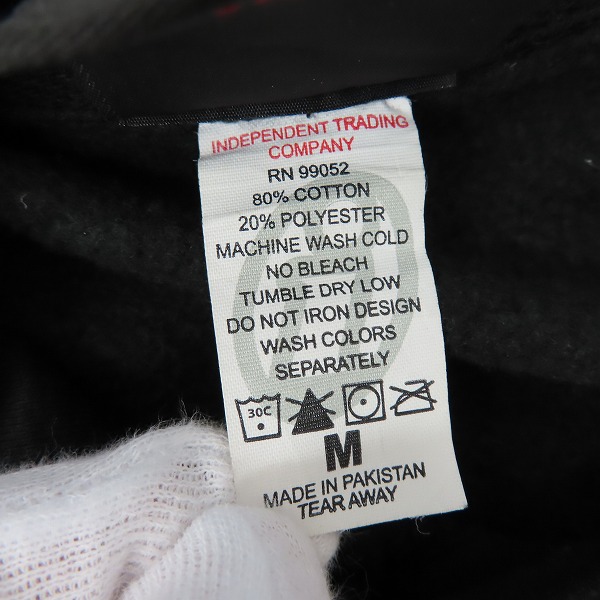 INDEPENDENT TRADING
COMPANY
RN 99052
80% COTTON
20% POLYESTER
MACHINE WASH COLD
NO BLEACH
TUMBLE DRY LOW
DO NOT IRON DESIGN
WASH COLORS
SEPARATELY
30C
M
MADE IN PAKISTAN
TEAR AWAY